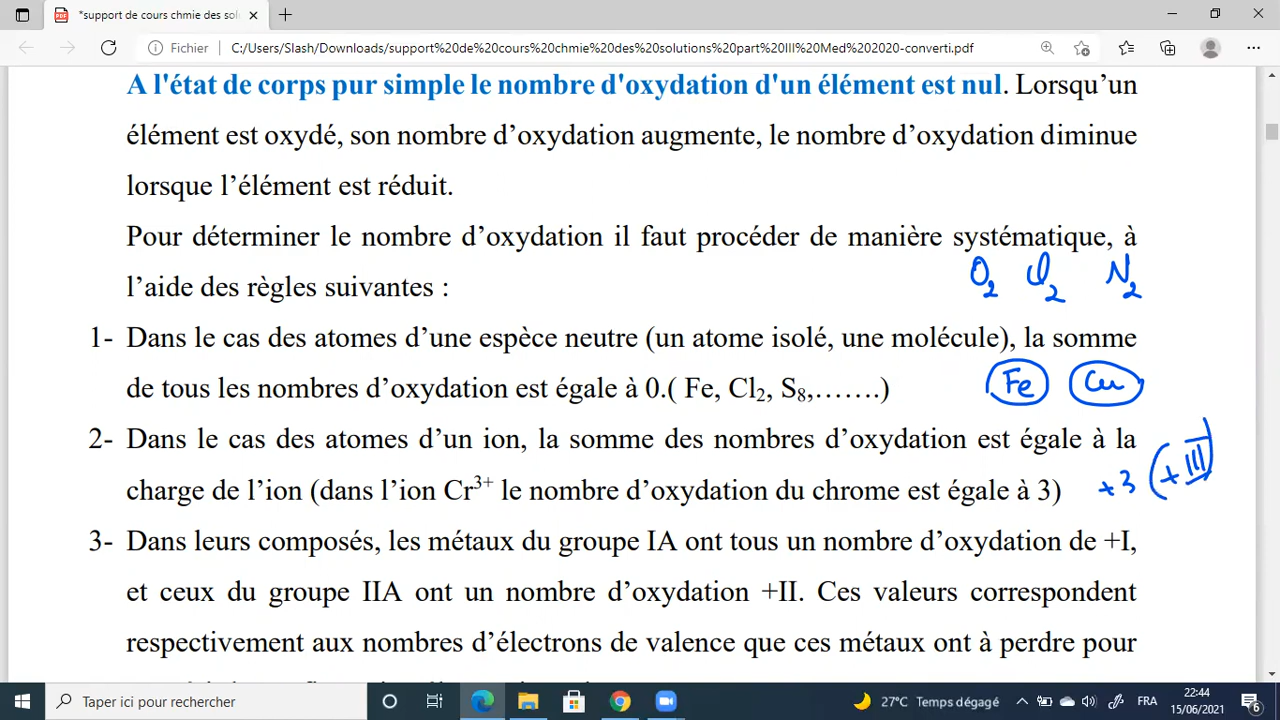 *support de cours chmie des sol
Fichier
C:/Users/Slash/Downloads/support%20de%20cours%20chmie%20des%20solutions%20part%20III%20Med%202020-converti.pdf
A l'état de corps pur simple le nombre d'oxydation d'un élément est nul. Lorsqu'un
élément est oxydé, son nombre d'oxydation augmente, le nombre d'oxydation diminue
lorsque l'élément est réduit.
Pour déterminer le nombre d'oxydation il faut procéder de manière systématique, à
l'aide des règles suivantes :
O₂ Cl₂ N₂
1- Dans le cas des atomes d'une espèce neutre (un atome isolé, une molécule), la somme
de tous les nombres d'oxydation est égale à 0.( Fe, Cl₂, S₈,…….)
Fe Cu
2- Dans le cas des atomes d'un ion, la somme des nombres d'oxydation est égale à la
charge de l'ion (dans l'ion Cr³⁺ le nombre d'oxydation du chrome est égale à 3)
+3 (+III)
3- Dans leurs composés, les métaux du groupe IA ont tous un nombre d'oxydation de +I,
et ceux du groupe IIA ont un nombre d'oxydation +II. Ces valeurs correspondent
respectivement aux nombres d'électrons de valence que ces métaux ont à perdre pour
Taper ici pour rechercher
27°C Temps dégagé
FRA
22:44
15/06/2021
6